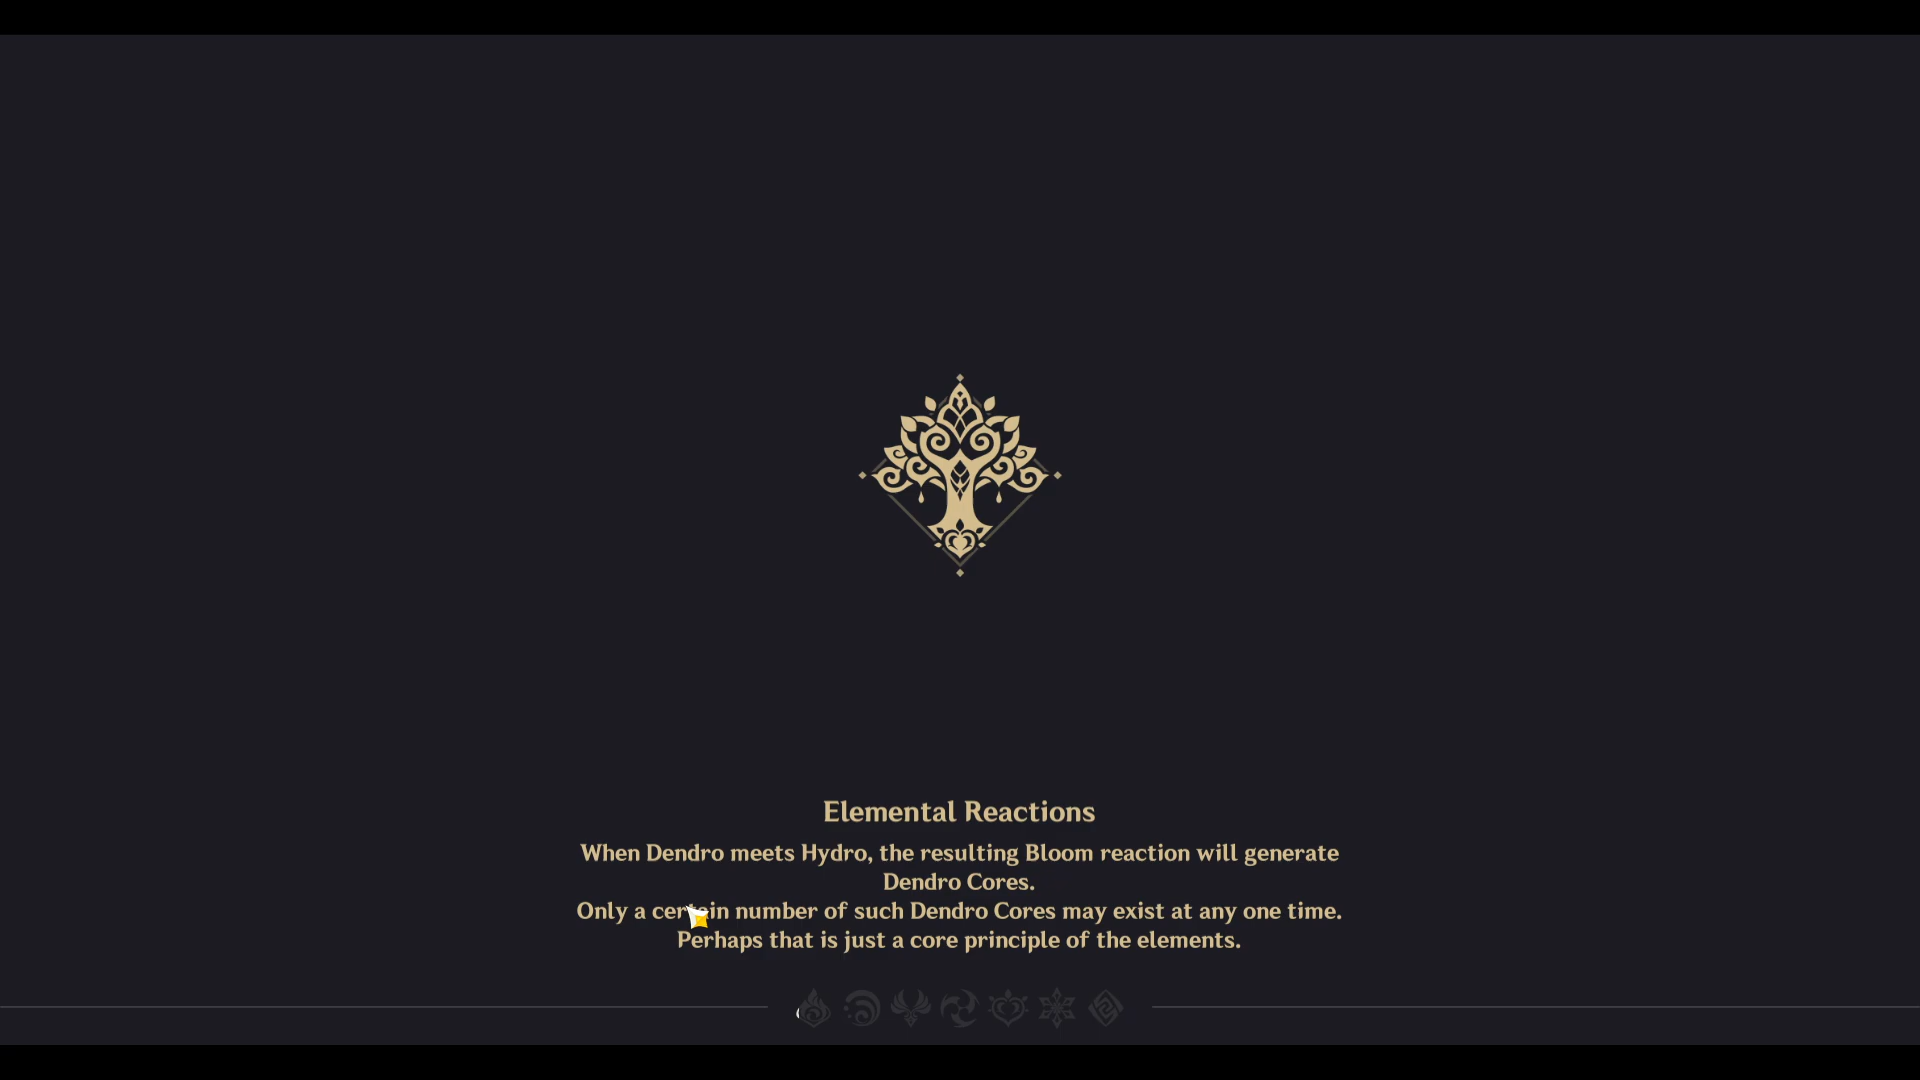 Elemental Reactions
When Dendro meets Hydro, the resulting Bloom reaction will generate
Dendro Cores.
Only a certain number of such Dendro Cores may exist at any one time.
Perhaps that is just a core principle of the elements.